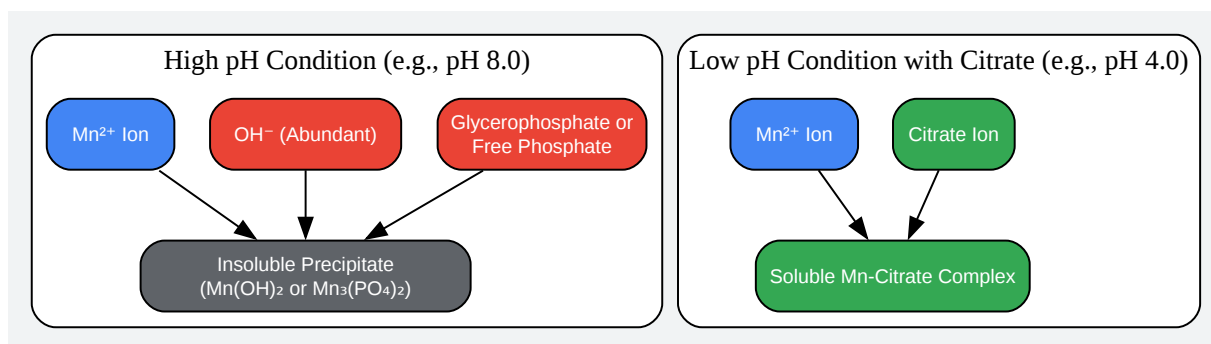 High pH Condition (e.g., pH 8.0)
Mn²⁺ Ion
OH⁻ (Abundant)
Glycerophosphate or
Free Phosphate
Insoluble Precipitate
(Mn(OH)₂ or Mn₃(PO₄)₂)
Low pH Condition with Citrate (e.g., pH 4.0)
Mn²⁺ Ion
Citrate Ion
Soluble Mn-Citrate Complex